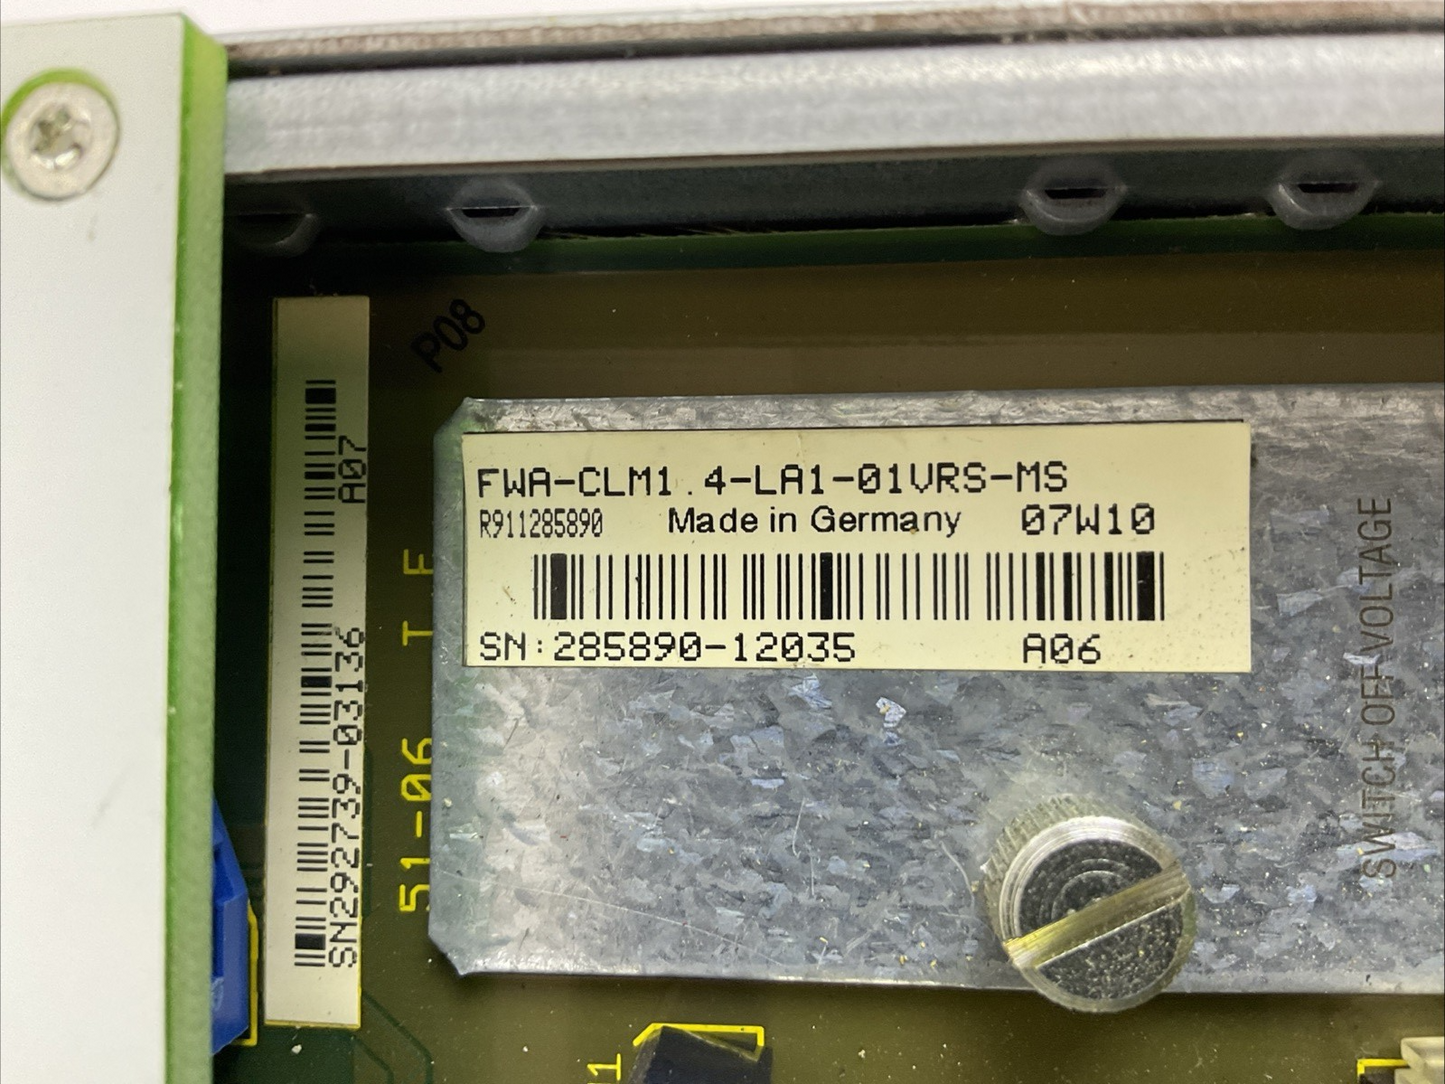 P08
A07
SN292739-03136
FWA-CLM1.4-LA1-01VRS-MS
R911285890 Made in Germany 07W10
SN:285890-12035 A06
SWITCH OFF VOLTAGE
51-06